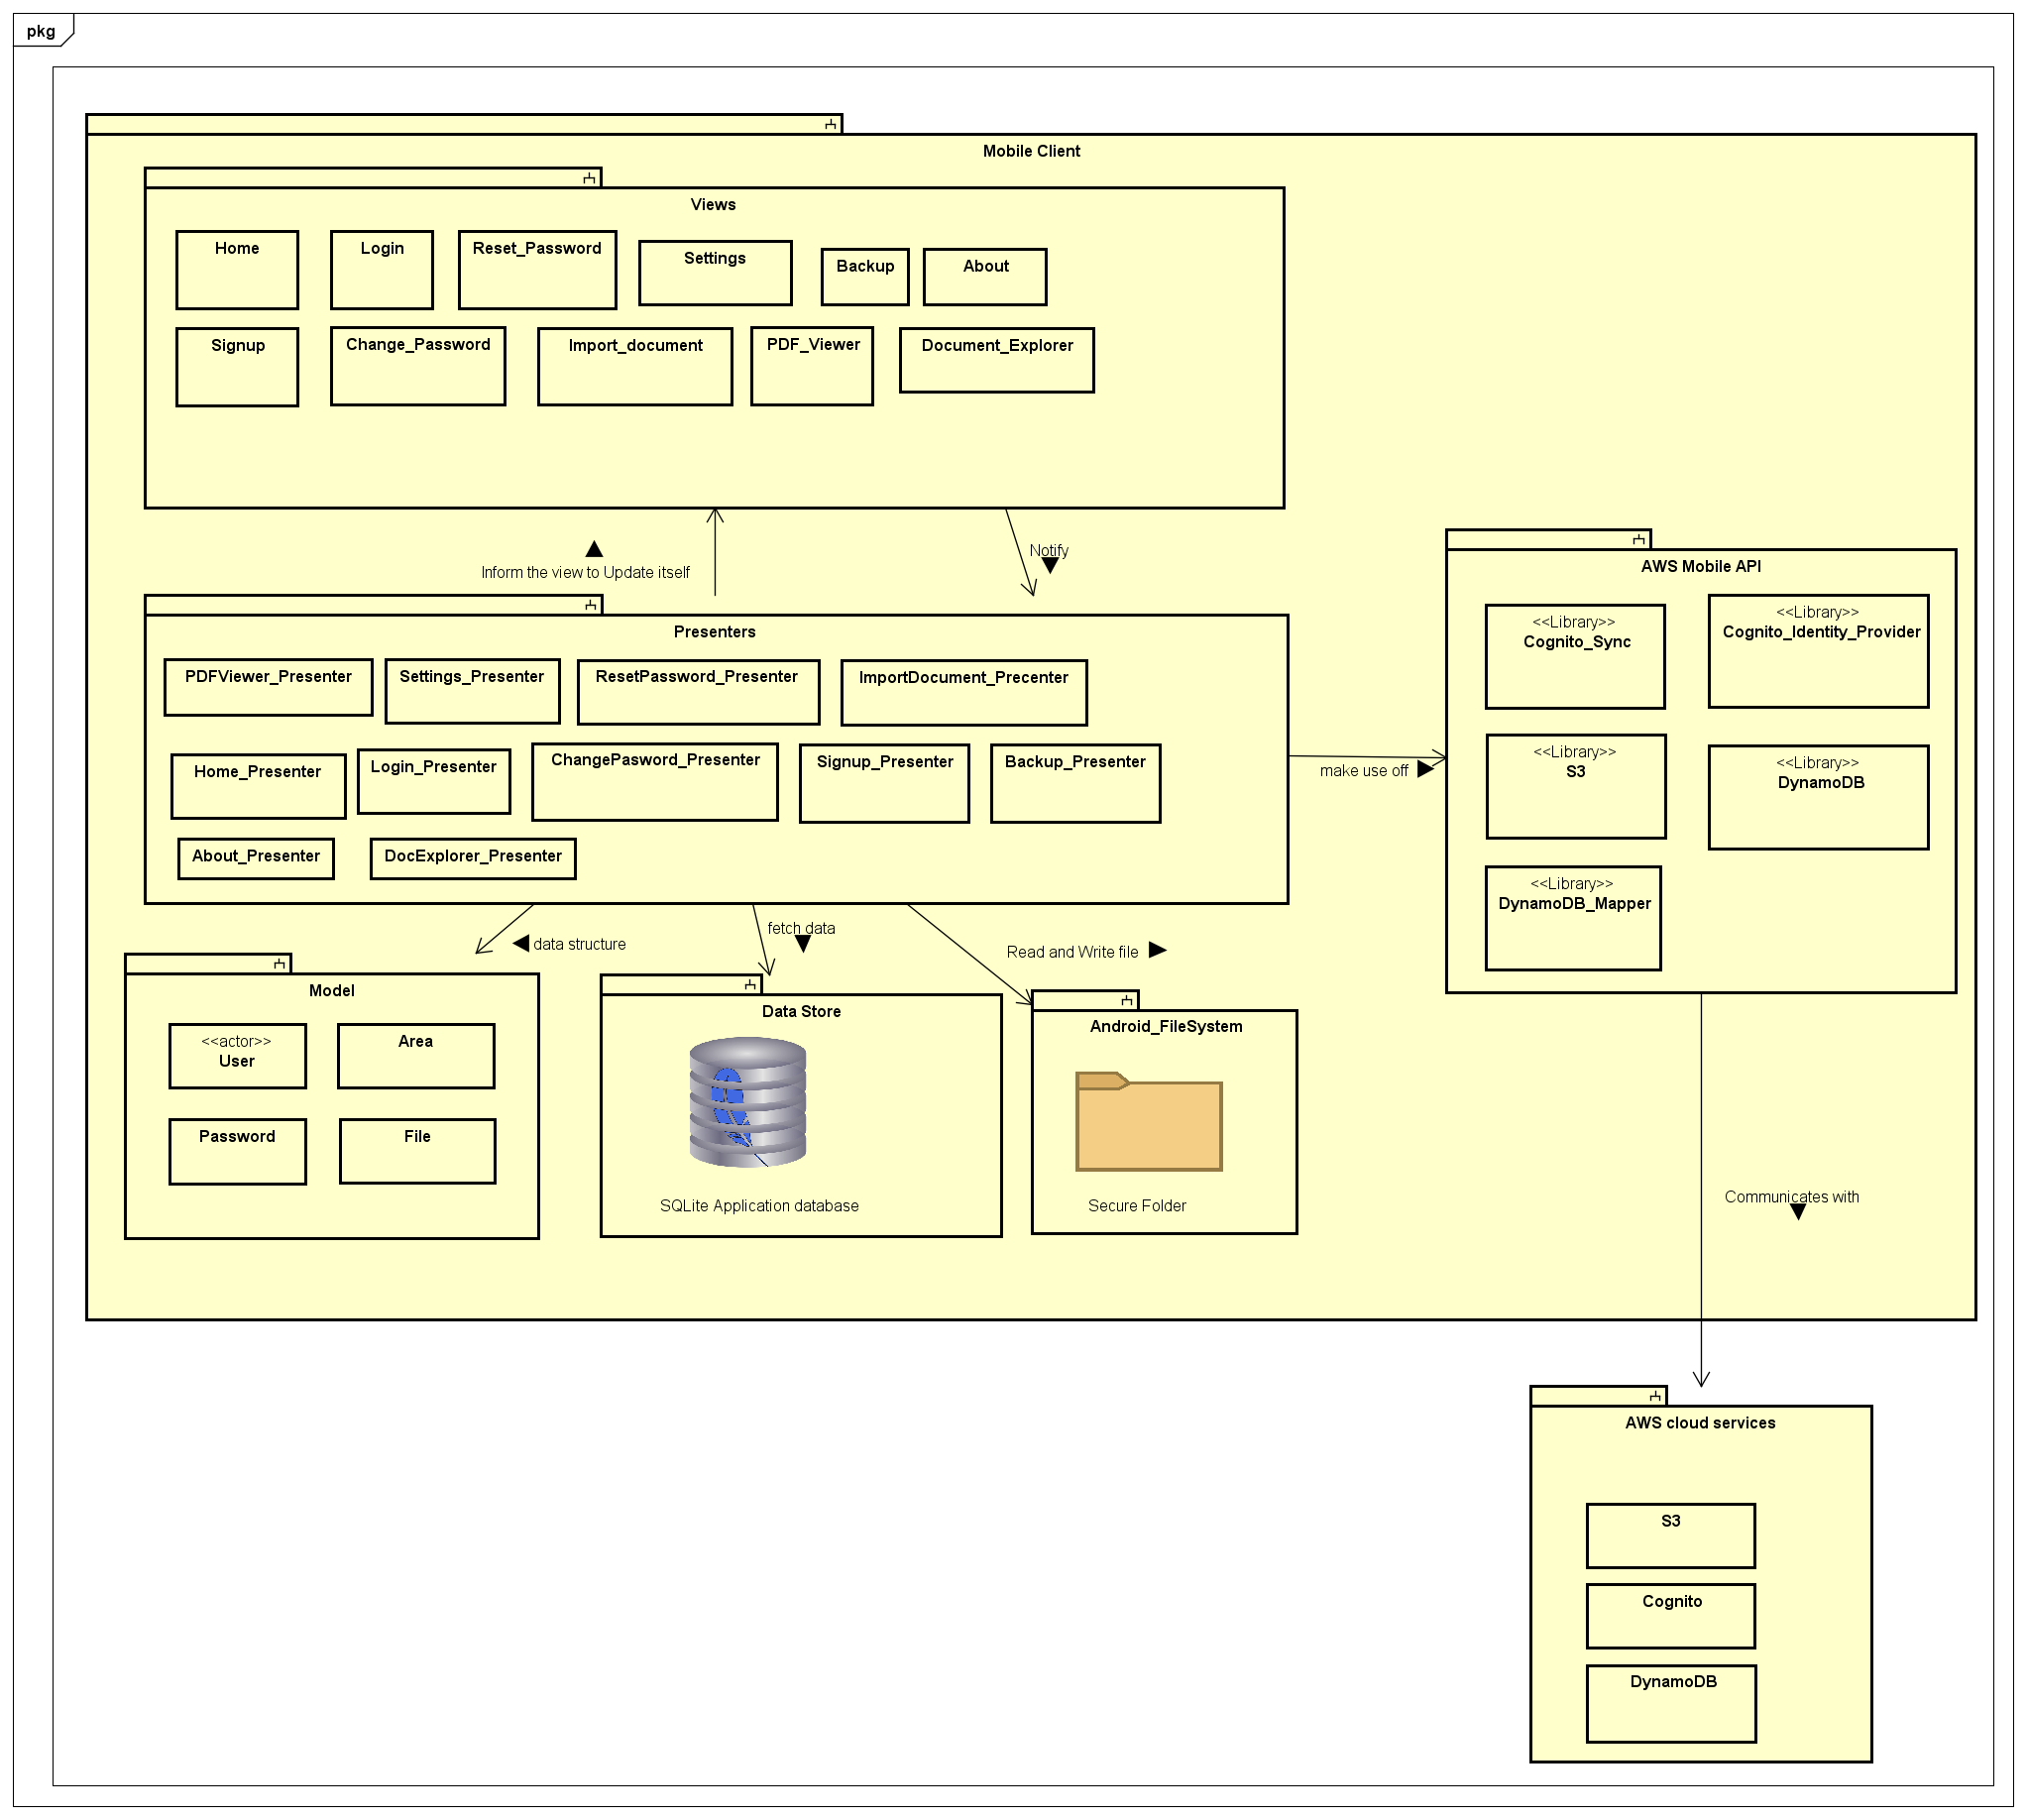 pkg
Mobile Client
Views
Home
Login
Reset_Password
Settings
Backup
About
Signup
Change_Password
Import_document
PDF_Viewer
Document_Explorer
Inform the view to Update itself
Notify
Presenters
PDFViewer_Presenter
Settings_Presenter
ResetPassword_Presenter
ImportDocument_Precenter
Home_Presenter
Login_Presenter
ChangePasword_Presenter
Signup_Presenter
Backup_Presenter
About_Presenter
DocExplorer_Presenter
make use off
AWS Mobile API
<<Library>>
Cognito_Sync
<<Library>>
Cognito_Identity_Provider
<<Library>>
S3
<<Library>>
DynamoDB
<<Library>>
DynamoDB_Mapper
data structure
fetch data
Read and Write file
Model
<<actor>>
User
Area
Password
File
Data Store
SQLite Application database
Android_FileSystem
Secure Folder
Communicates with
AWS cloud services
S3
Cognito
DynamoDB